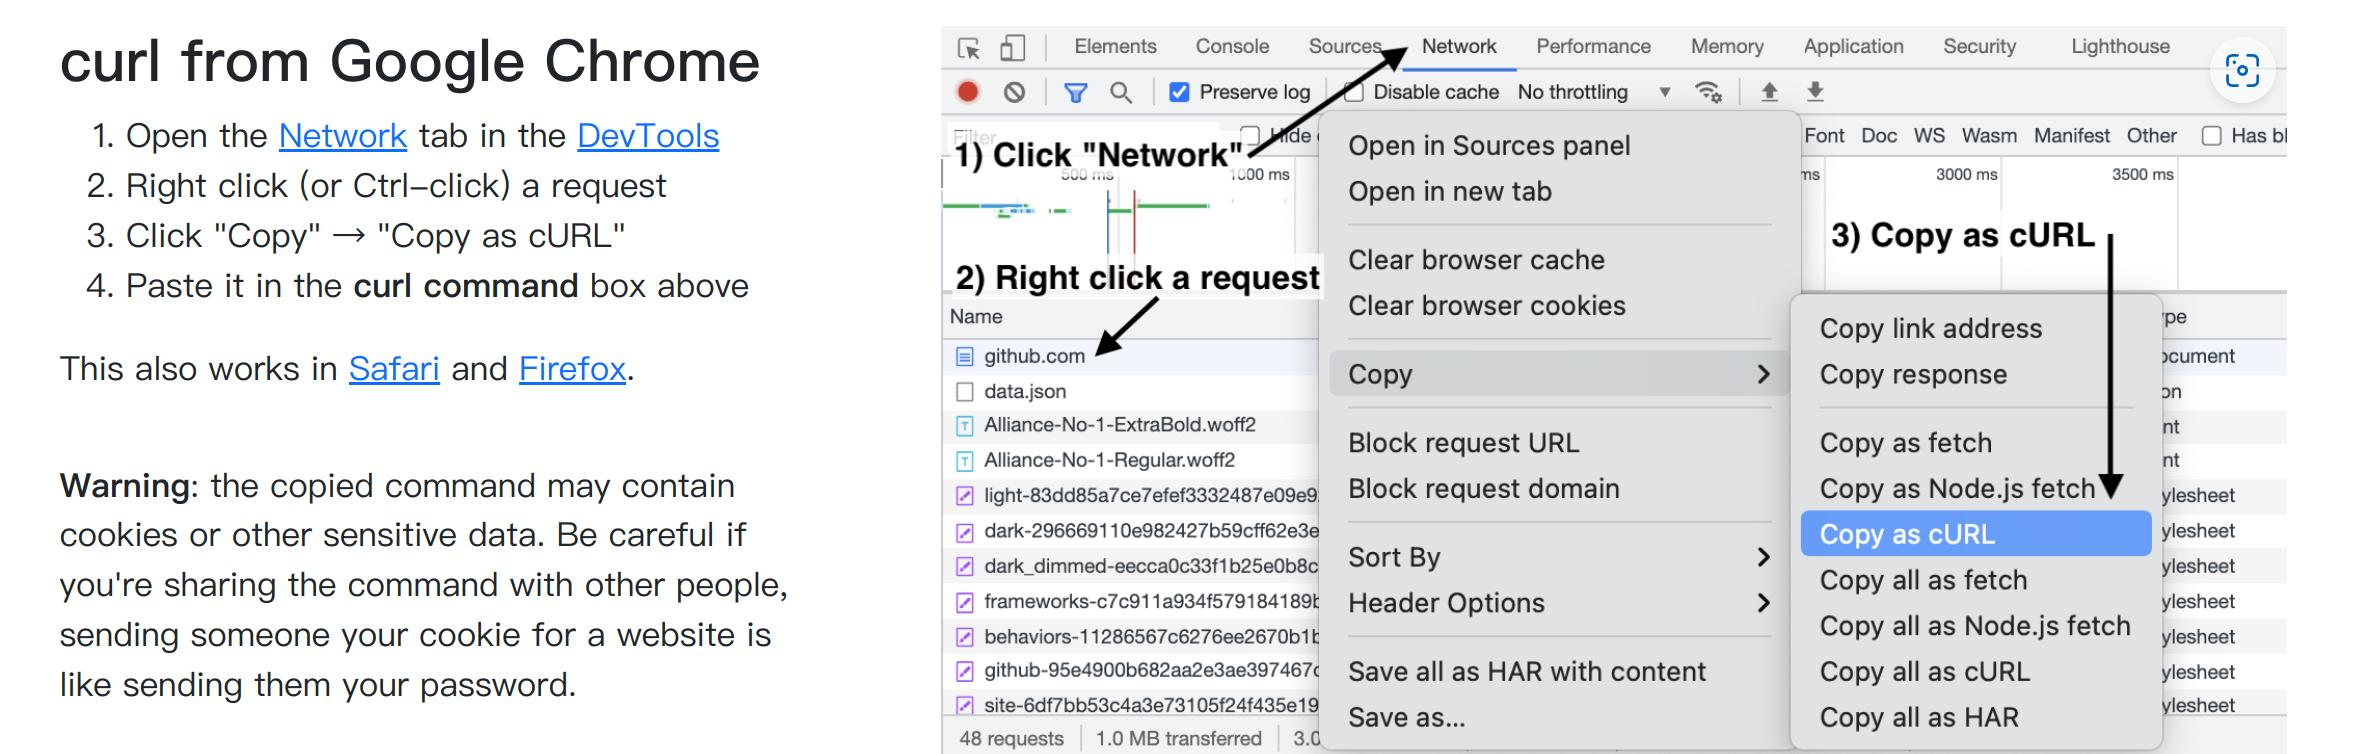 curl from Google Chrome
1. Open the Network tab in the DevTools
2. Right click (or Ctrl-click) a request
3. Click "Copy" → "Copy as cURL"
4. Paste it in the curl command box above
This also works in Safari and Firefox.
Warning: the copied command may contain
cookies or other sensitive data. Be careful if
you're sharing the command with other people,
sending someone your cookie for a website is
like sending them your password.
Elements Console Sources Network Performance Memory Application Security Lighthouse
Preserve log Disable cache No throttling
Filter Hide Font Doc WS Wasm Manifest Other Has bl
1) Click "Network"
500 ms 1000 ms ms 3000 ms 3500 ms
2) Right click a request
3) Copy as cURL
Name
github.com
data.json
Alliance-No-1-ExtraBold.woff2
Alliance-No-1-Regular.woff2
light-83dd85a7ce7efef3332487e09e9
dark-296669110e982427b59cff62e3e
dark_dimmed-eecca0c33f1b25e0b8c
frameworks-c7c911a934f579184189b
behaviors-11286567c6276ee2670b1b
github-95e4900b682aa2e3ae397467c
site-6df7bb53c4a3e73105f24f435e19
48 requests 1.0 MB transferred 3.0
Open in Sources panel
Open in new tab
Clear browser cache
Clear browser cookies
Copy
Block request URL
Block request domain
Sort By
Header Options
Save all as HAR with content
Save as...
Copy link address
Copy response
Copy as fetch
Copy as Node.js fetch
Copy as cURL
Copy all as fetch
Copy all as Node.js fetch
Copy all as cURL
Copy all as HAR
ype
ocument
on
nt
nt
ylesheet
ylesheet
ylesheet
ylesheet
ylesheet
ylesheet
ylesheet